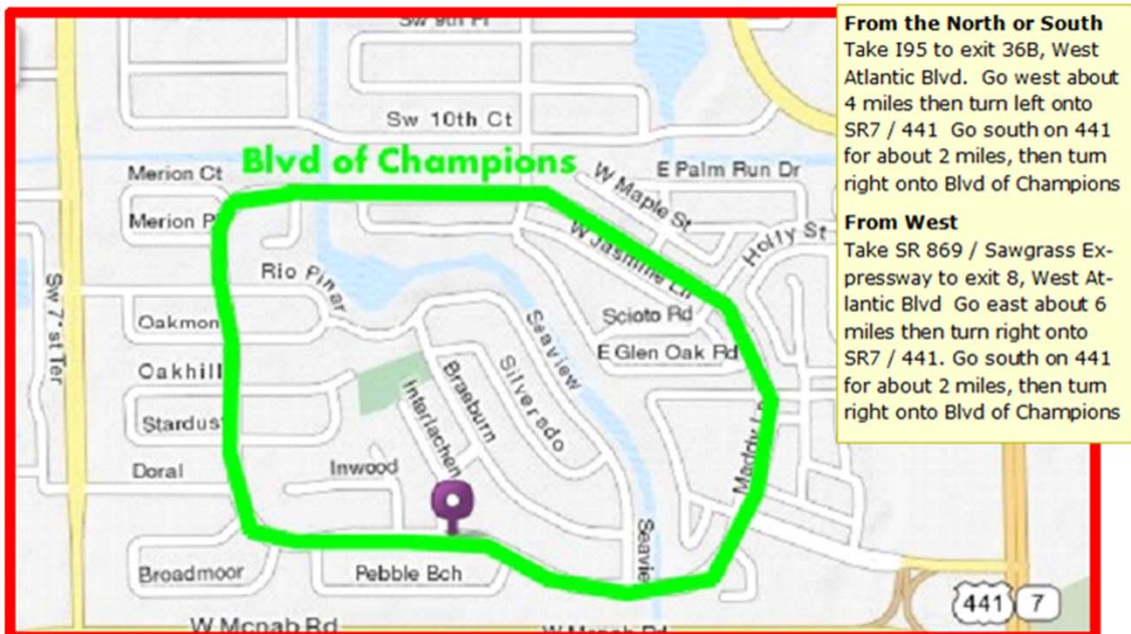 From the North or South
Take I95 to exit 36B, West
Atlantic Blvd. Go west about
4 miles then turn left onto
SR7 / 441 Go south on 441
for about 2 miles, then turn
right onto Blvd of Champions
From West
Take SR 869 / Sawgrass Ex-
pressway to exit 8, West At-
lantic Blvd Go east about 6
miles then turn right onto
SR7 / 441. Go south on 441
for about 2 miles, then turn
right onto Blvd of Champions
Sw 9th Pl
Sw 10th Ct
Blvd of Champions
Merion Ct
E Palm Run Dr
W Maple St
Merion P
W Jasmine Ln
Holly St
Rio Pinar
Sw 7'st Ter
Oakmon
Scioto Rd
Seaview
E Glen Oak Rd
Oakhill
Braeburn
Silverado
Interlachen
Stardust
Maddy Ln
Doral
Inwood
Seavie
Broadmoor
Pebble Bch
441
7
W Mcnab Rd
W Mcnab Rd